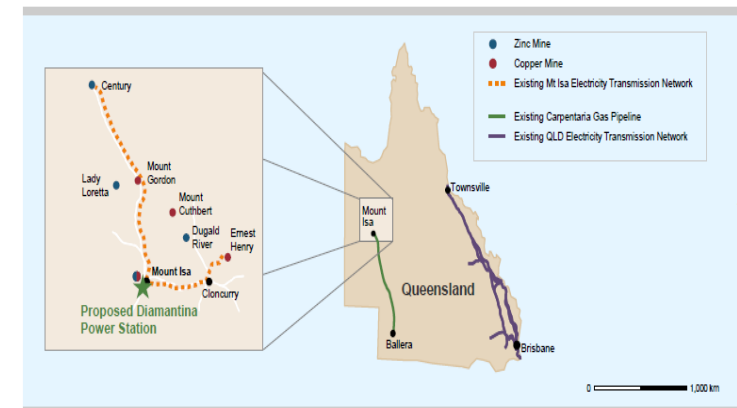 Zinc Mine
Copper Mine
Existing Mt Isa Electricity Transmission Network
Existing Carpentaria Gas Pipeline
Existing QLD Electricity Transmission Network
Century
Lady
Loretta
Mount
Gordon
Mount
Cuthbert
Dugald
River
Ernest
Henry
Mount Isa
Cloncurry
Proposed Diamantina
Power Station
Mount
Isa
Townsville
Queensland
Ballera
Brisbane
0 1,000 km